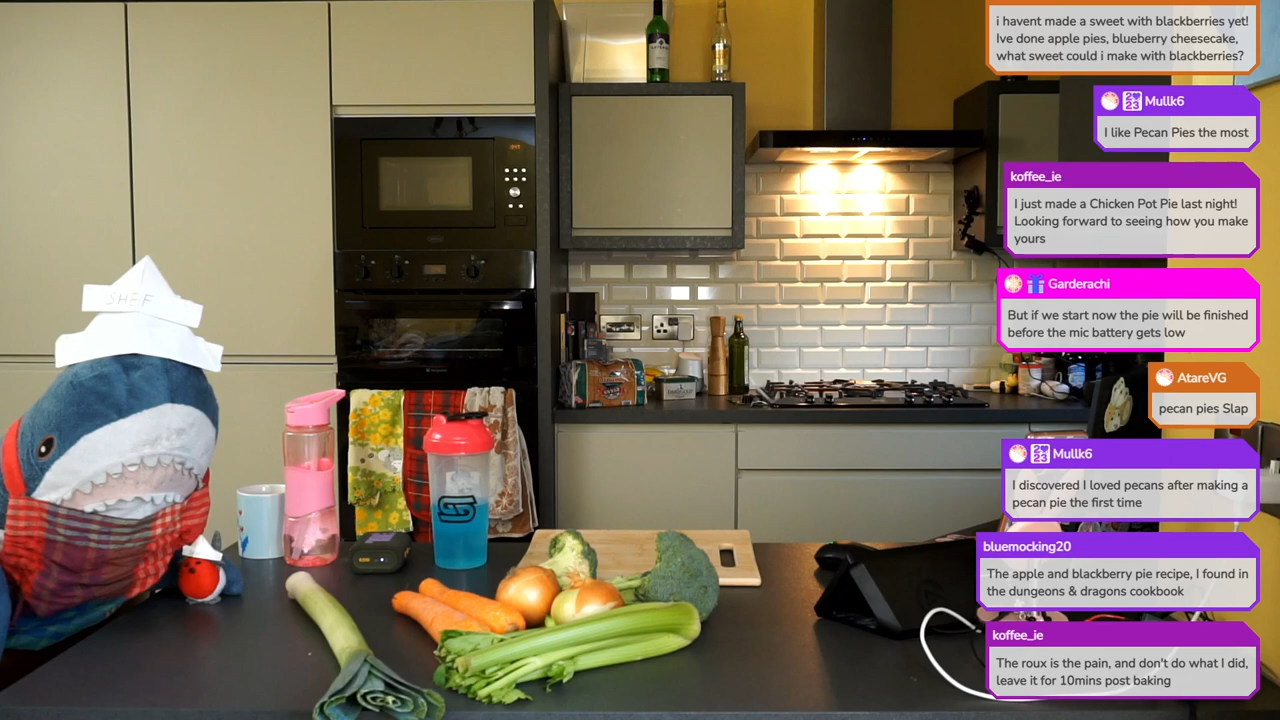 i havent made a sweet with blackberries yet!
Ive done apple pies, blueberry cheesecake,
what sweet could i make with blackberries?
Mullk6
I like Pecan Pies the most
koffee_ie
I just made a Chicken Pot Pie last night!
Looking forward to seeing how you make
yours
Garderachi
But if we start now the pie will be finished
before the mic battery gets low
AtareVG
pecan pies Slap
Mullk6
I discovered I loved pecans after making a
pecan pie the first time
bluemocking20
The apple and blackberry pie recipe, I found in
the dungeons & dragons cookbook
koffee_ie
The roux is the pain, and don't do what I did,
leave it for 10mins post baking
SHEF